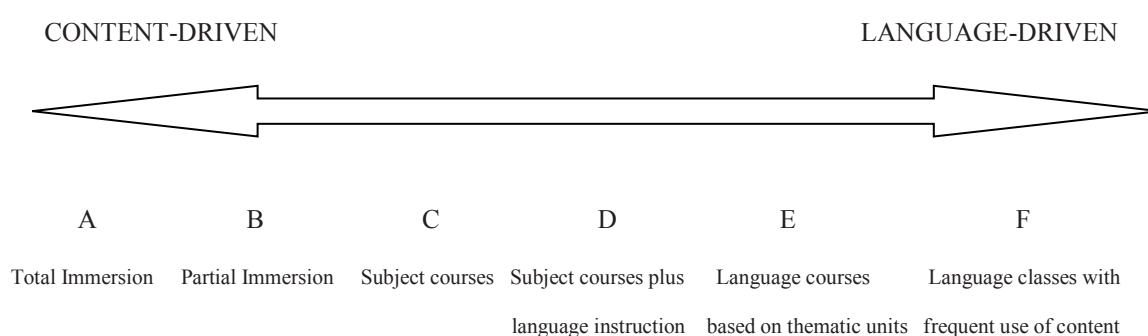 CONTENT-DRIVEN LANGUAGE-DRIVEN
A B C D E F
Total Immersion Partial Immersion Subject courses Subject courses plus Language courses Language classes with
language instruction based on thematic units frequent use of content